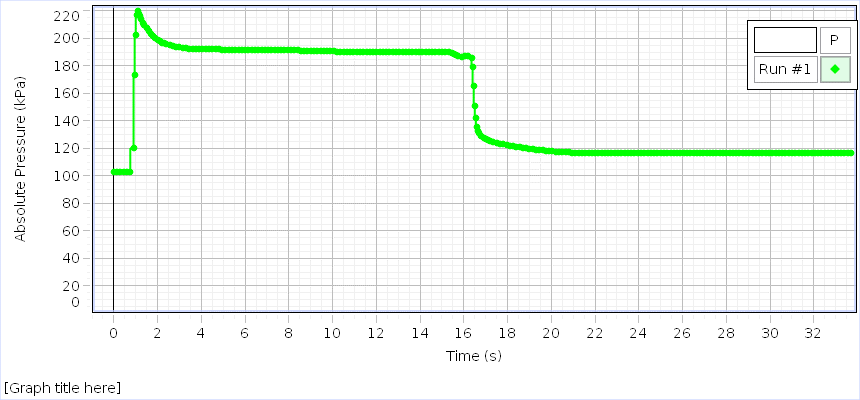 220
200
180
160
140
120
100
80
60
40
20
0
Absolute Pressure (kPa)
P
Run #1
0 2 4 6 8 10 12 14 16 18 20 22 24 26 28 30 32
Time (s)
[Graph title here]